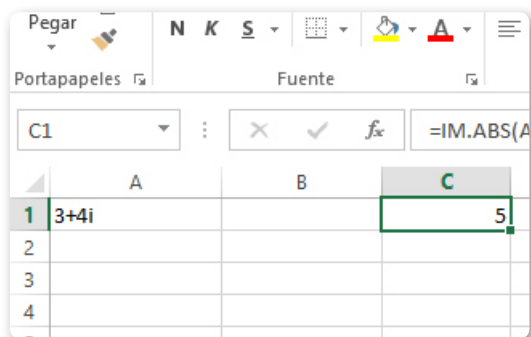 Pegar
N K S A
Portapapeles Fuente
C1 fx =IM.ABS(A
A B C
1 3+4i 5
2
3
4